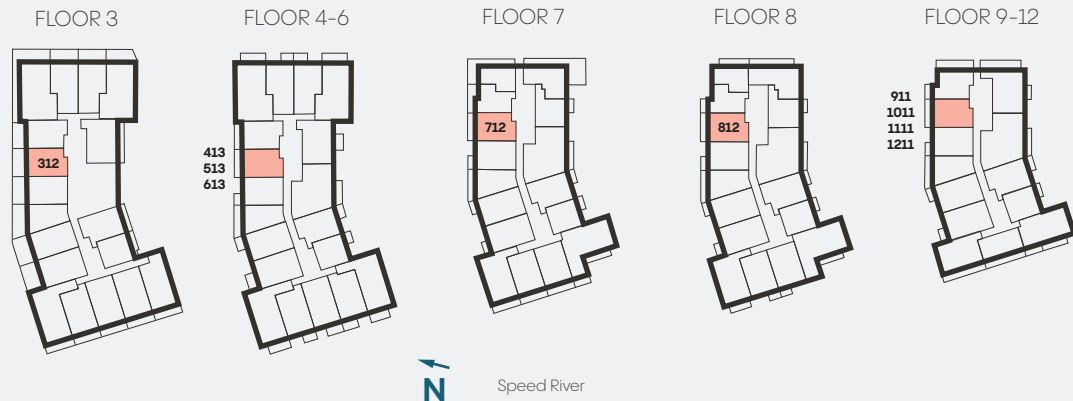 FLOOR 3
FLOOR 4-6
FLOOR 7
FLOOR 8
FLOOR 9-12
312
413
513
613
712
812
911
1011
1111
1211
N
Speed River